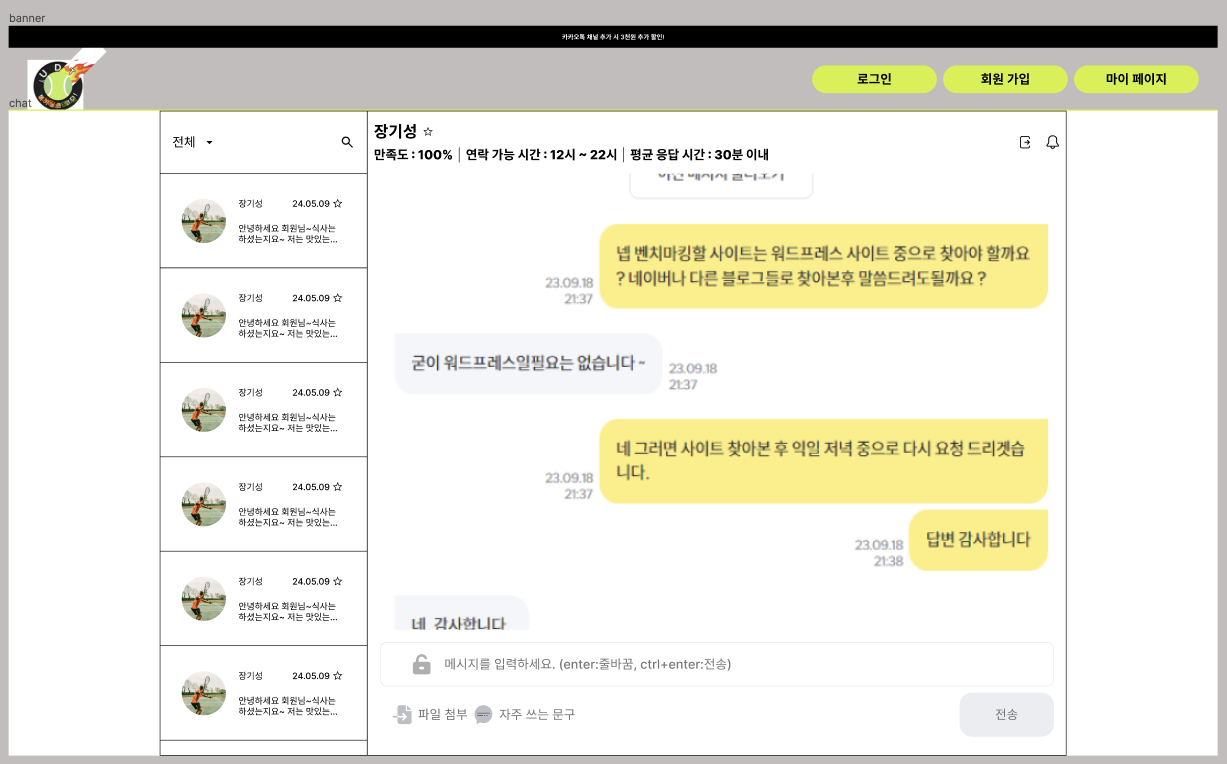 banner
카카오톡 채널 추가 시 3천원 추가 할인!
로그인
회원 가입
마이 페이지
chat
전체
장기성
24.05.09
안녕하세요 회원님~식사는
하셨는지요~ 저는 맛있는...
장기성
24.05.09
안녕하세요 회원님~식사는
하셨는지요~ 저는 맛있는...
장기성
24.05.09
안녕하세요 회원님~식사는
하셨는지요~ 저는 맛있는...
장기성
24.05.09
안녕하세요 회원님~식사는
하셨는지요~ 저는 맛있는...
장기성
24.05.09
안녕하세요 회원님~식사는
하셨는지요~ 저는 맛있는...
장기성
24.05.09
안녕하세요 회원님~식사는
하셨는지요~ 저는 맛있는...
장기성
만족도 : 100% | 연락 가능 시간 : 12시 ~ 22시 | 평균 응답 시간 : 30분 이내
이전 메시지 불러오기
넵 벤치마킹할 사이트는 워드프레스 사이트 중으로 찾아야 할까요
? 네이버나 다른 블로그들로 찾아본후 말씀드려도될까요 ?
23.09.18
21:37
굳이 워드프레스일필요는 없습니다 ~
23.09.18
21:37
네 그러면 사이트 찾아본 후 익일 저녁 중으로 다시 요청 드리겠습
니다.
23.09.18
21:37
답변 감사합니다
23.09.18
21:38
네 감사합니다
메시지를 입력하세요. (enter:줄바꿈, ctrl+enter:전송)
파일 첨부
자주 쓰는 문구
전송